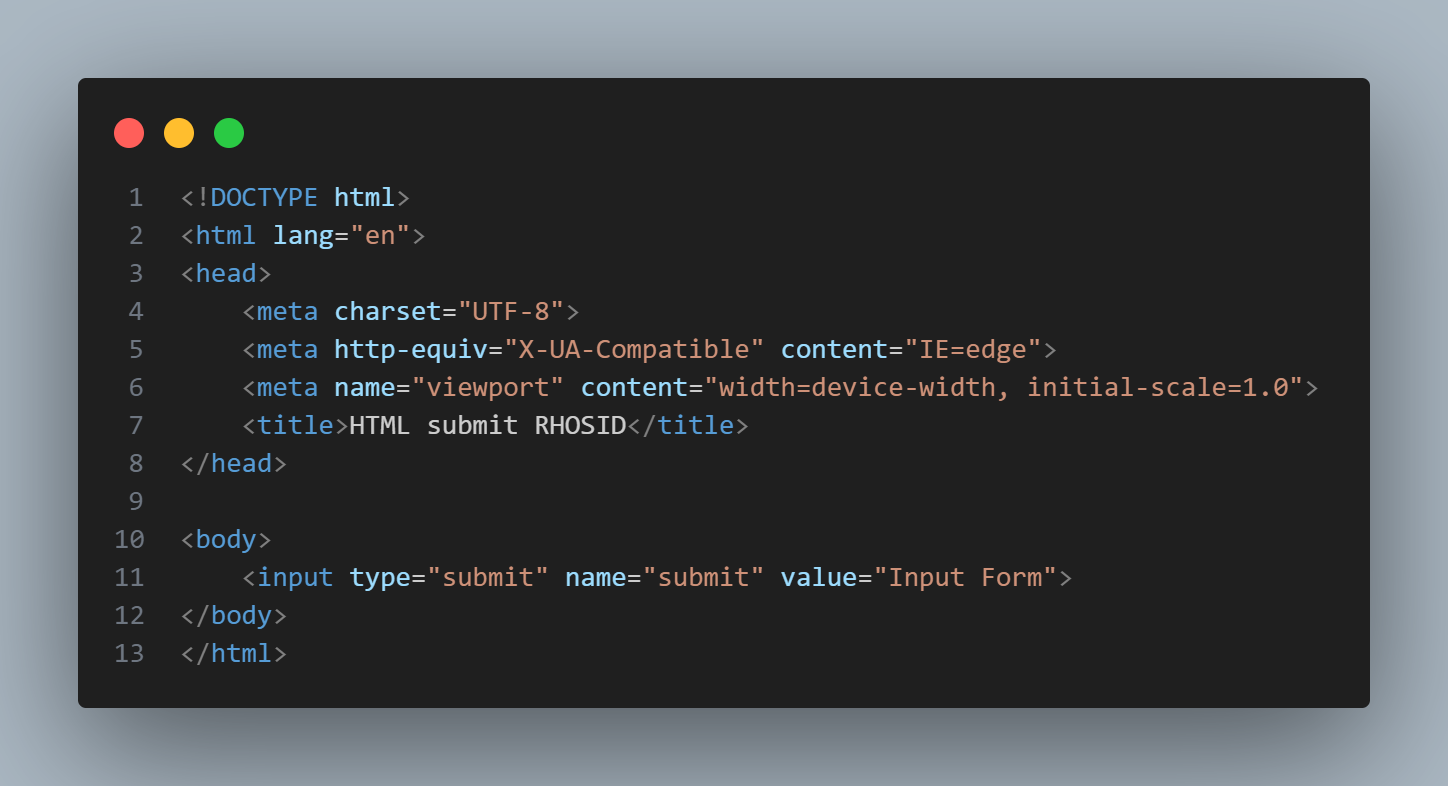 1 <!DOCTYPE html>
2 <html lang="en">
3 <head>
4     <meta charset="UTF-8">
5     <meta http-equiv="X-UA-Compatible" content="IE=edge">
6     <meta name="viewport" content="width=device-width, initial-scale=1.0">
7     <title>HTML submit RHOSID</title>
8 </head>
9
10 <body>
11     <input type="submit" name="submit" value="Input Form">
12 </body>
13 </html>